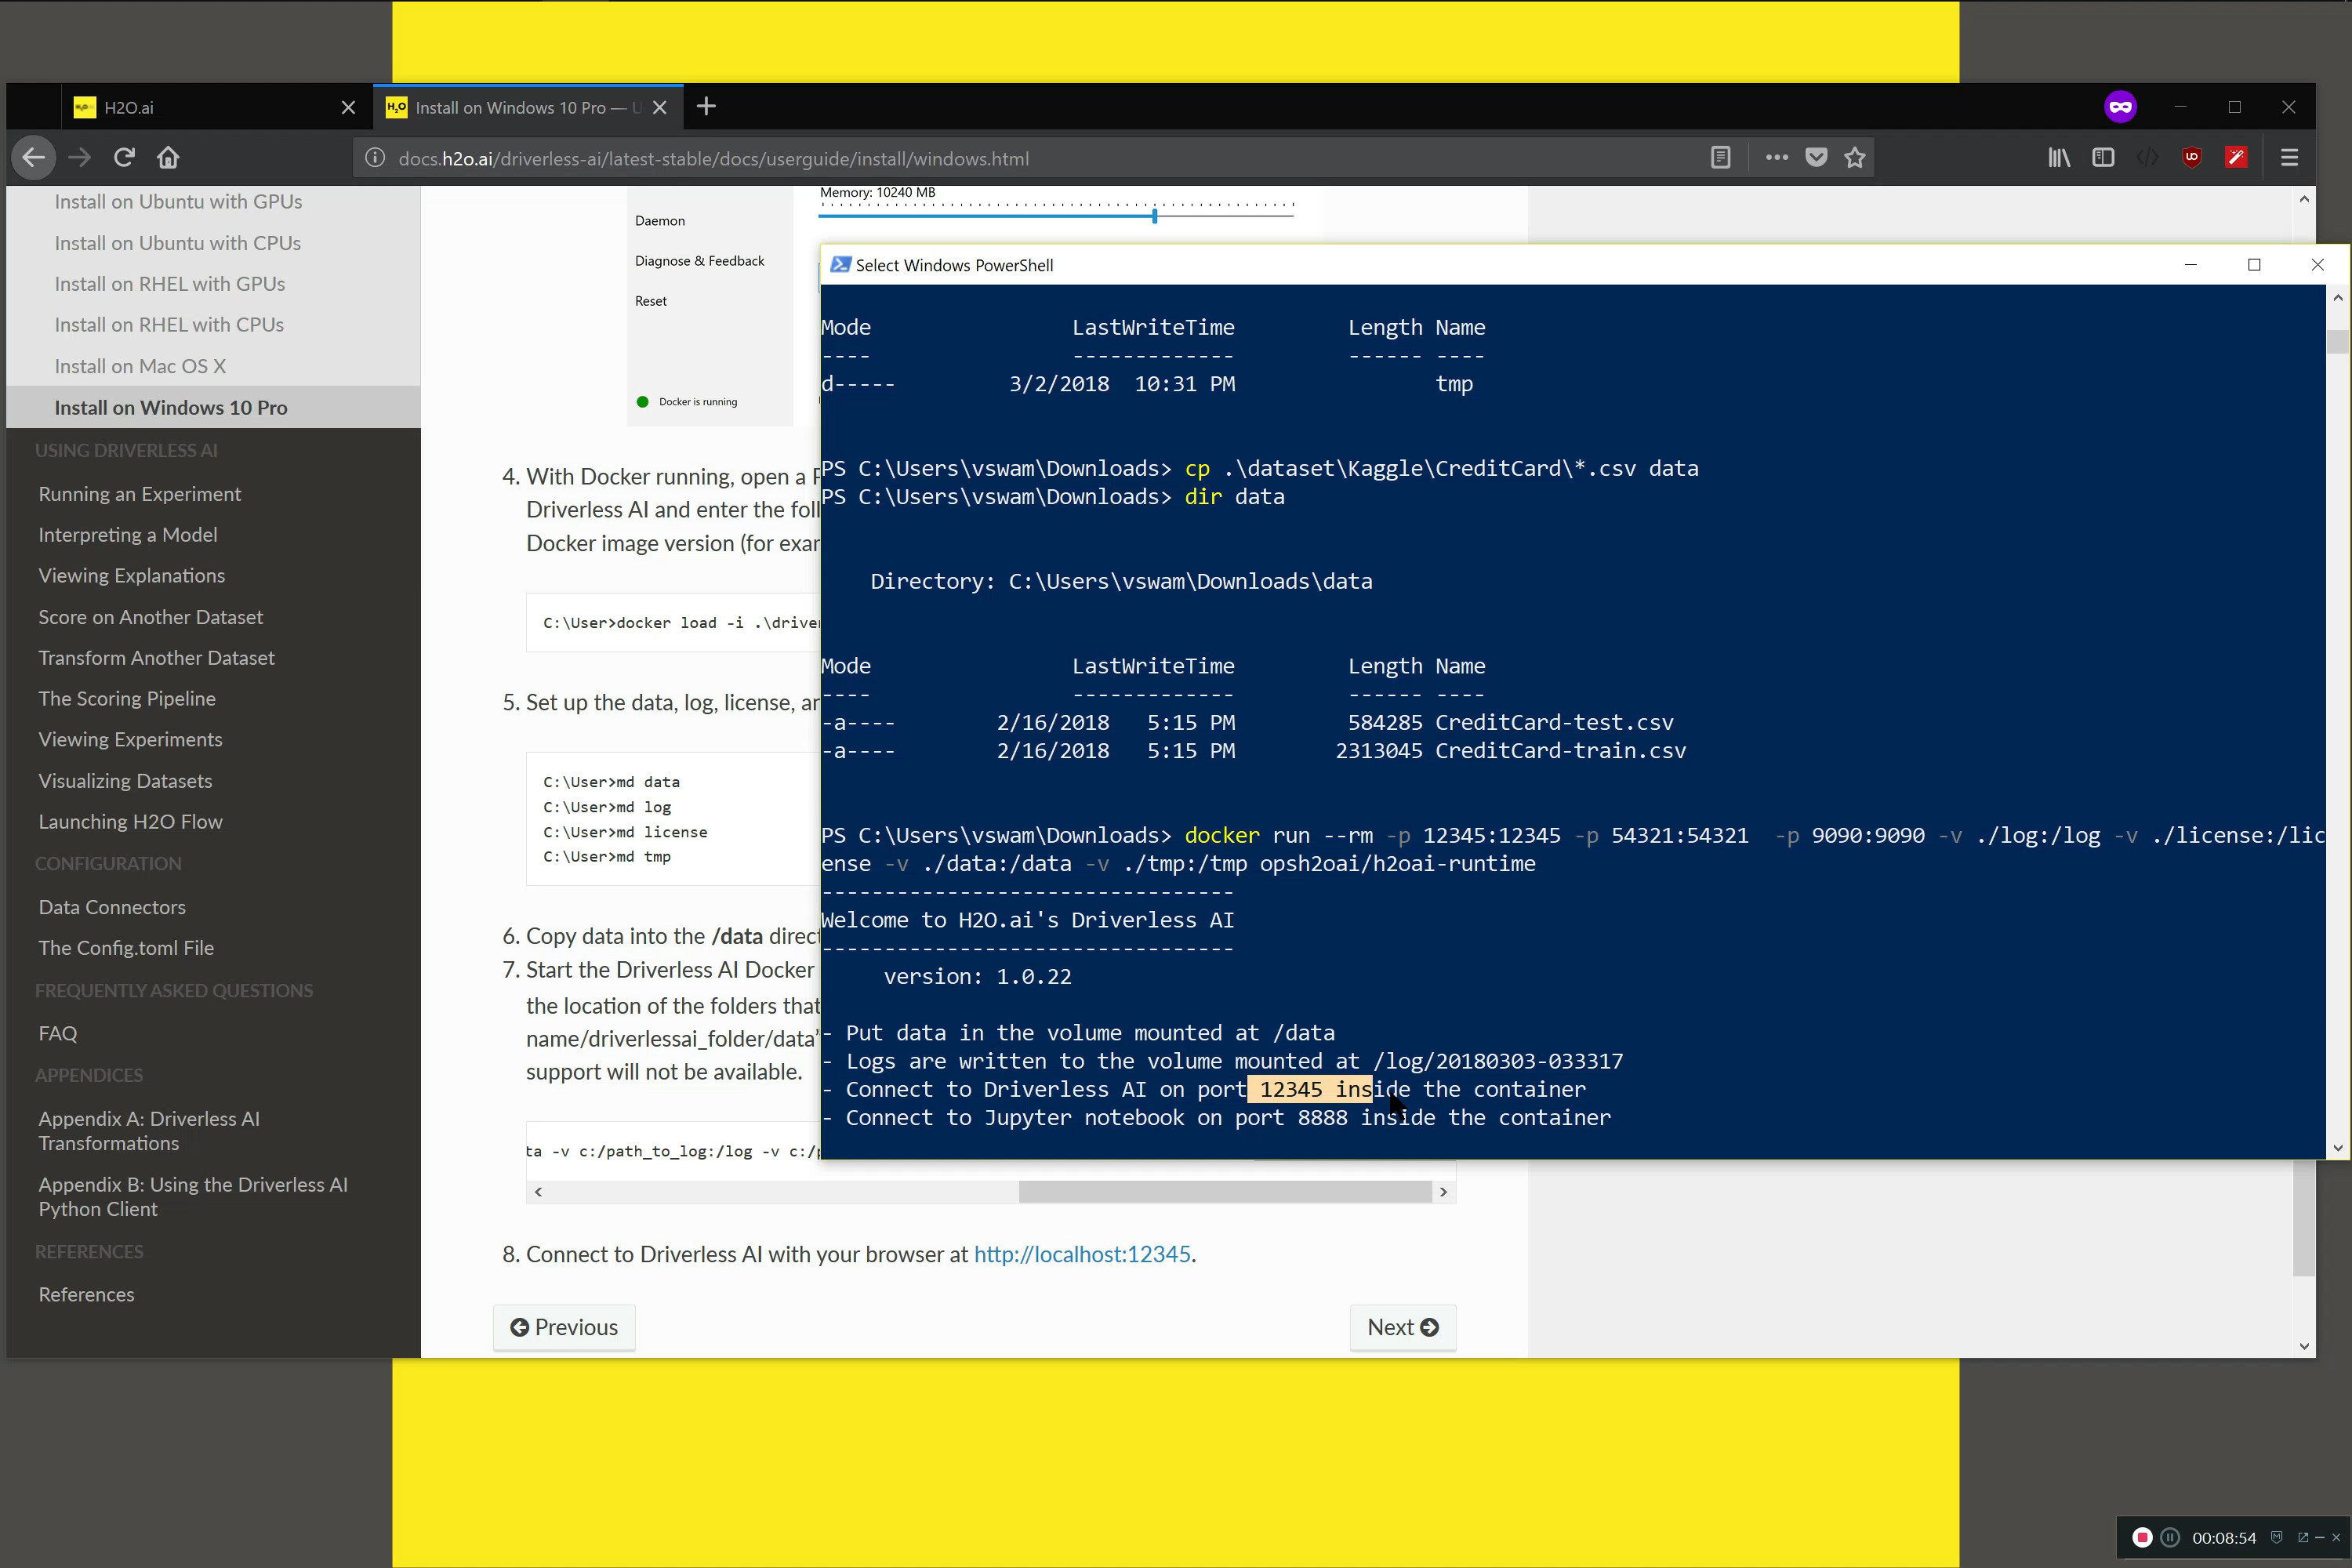 H2O.ai
Install on Windows 10 Pro — U
docs.h2o.ai/driverless-ai/latest-stable/docs/userguide/install/windows.html
Install on Ubuntu with GPUs
Install on Ubuntu with CPUs
Install on RHEL with GPUs
Install on RHEL with CPUs
Install on Mac OS X
Install on Windows 10 Pro
USING DRIVERLESS AI
Running an Experiment
Interpreting a Model
Viewing Explanations
Score on Another Dataset
Transform Another Dataset
The Scoring Pipeline
Viewing Experiments
Visualizing Datasets
Launching H2O Flow
CONFIGURATION
Data Connectors
The Config.toml File
FREQUENTLY ASKED QUESTIONS
FAQ
APPENDICES
Appendix A: Driverless AI
Transformations
Appendix B: Using the Driverless AI
Python Client
REFERENCES
References
Memory: 10240 MB
Daemon
Diagnose & Feedback
Reset
Docker is running
4. With Docker running, open a P
Driverless AI and enter the foll
Docker image version (for exar
C:\User>docker load -i .\driver
5. Set up the data, log, license, an
C:\User>md data
C:\User>md log
C:\User>md license
C:\User>md tmp
6. Copy data into the /data direct
7. Start the Driverless AI Docker
the location of the folders that
name/driverlessai_folder/data"
support will not be available.
ta -v c:/path_to_log:/log -v c:/p
8. Connect to Driverless AI with your browser at http://localhost:12345.
Previous
Next
Select Windows PowerShell
Mode LastWriteTime Length Name
---- ------------- ------ ----
d----- 3/2/2018 10:31 PM tmp
PS C:\Users\vswam\Downloads> cp .\dataset\Kaggle\CreditCard\*.csv data
PS C:\Users\vswam\Downloads> dir data
Directory: C:\Users\vswam\Downloads\data
Mode LastWriteTime Length Name
---- ------------- ------ ----
-a---- 2/16/2018 5:15 PM 584285 CreditCard-test.csv
-a---- 2/16/2018 5:15 PM 2313045 CreditCard-train.csv
PS C:\Users\vswam\Downloads> docker run --rm -p 12345:12345 -p 54321:54321 -p 9090:9090 -v ./log:/log -v ./license:/lic
ense -v ./data:/data -v ./tmp:/tmp opsh2oai/h2oai-runtime
---------------------------------
Welcome to H2O.ai's Driverless AI
---------------------------------
version: 1.0.22
- Put data in the volume mounted at /data
- Logs are written to the volume mounted at /log/20180303-033317
- Connect to Driverless AI on port 12345 inside the container
- Connect to Jupyter notebook on port 8888 inside the container
00:08:54